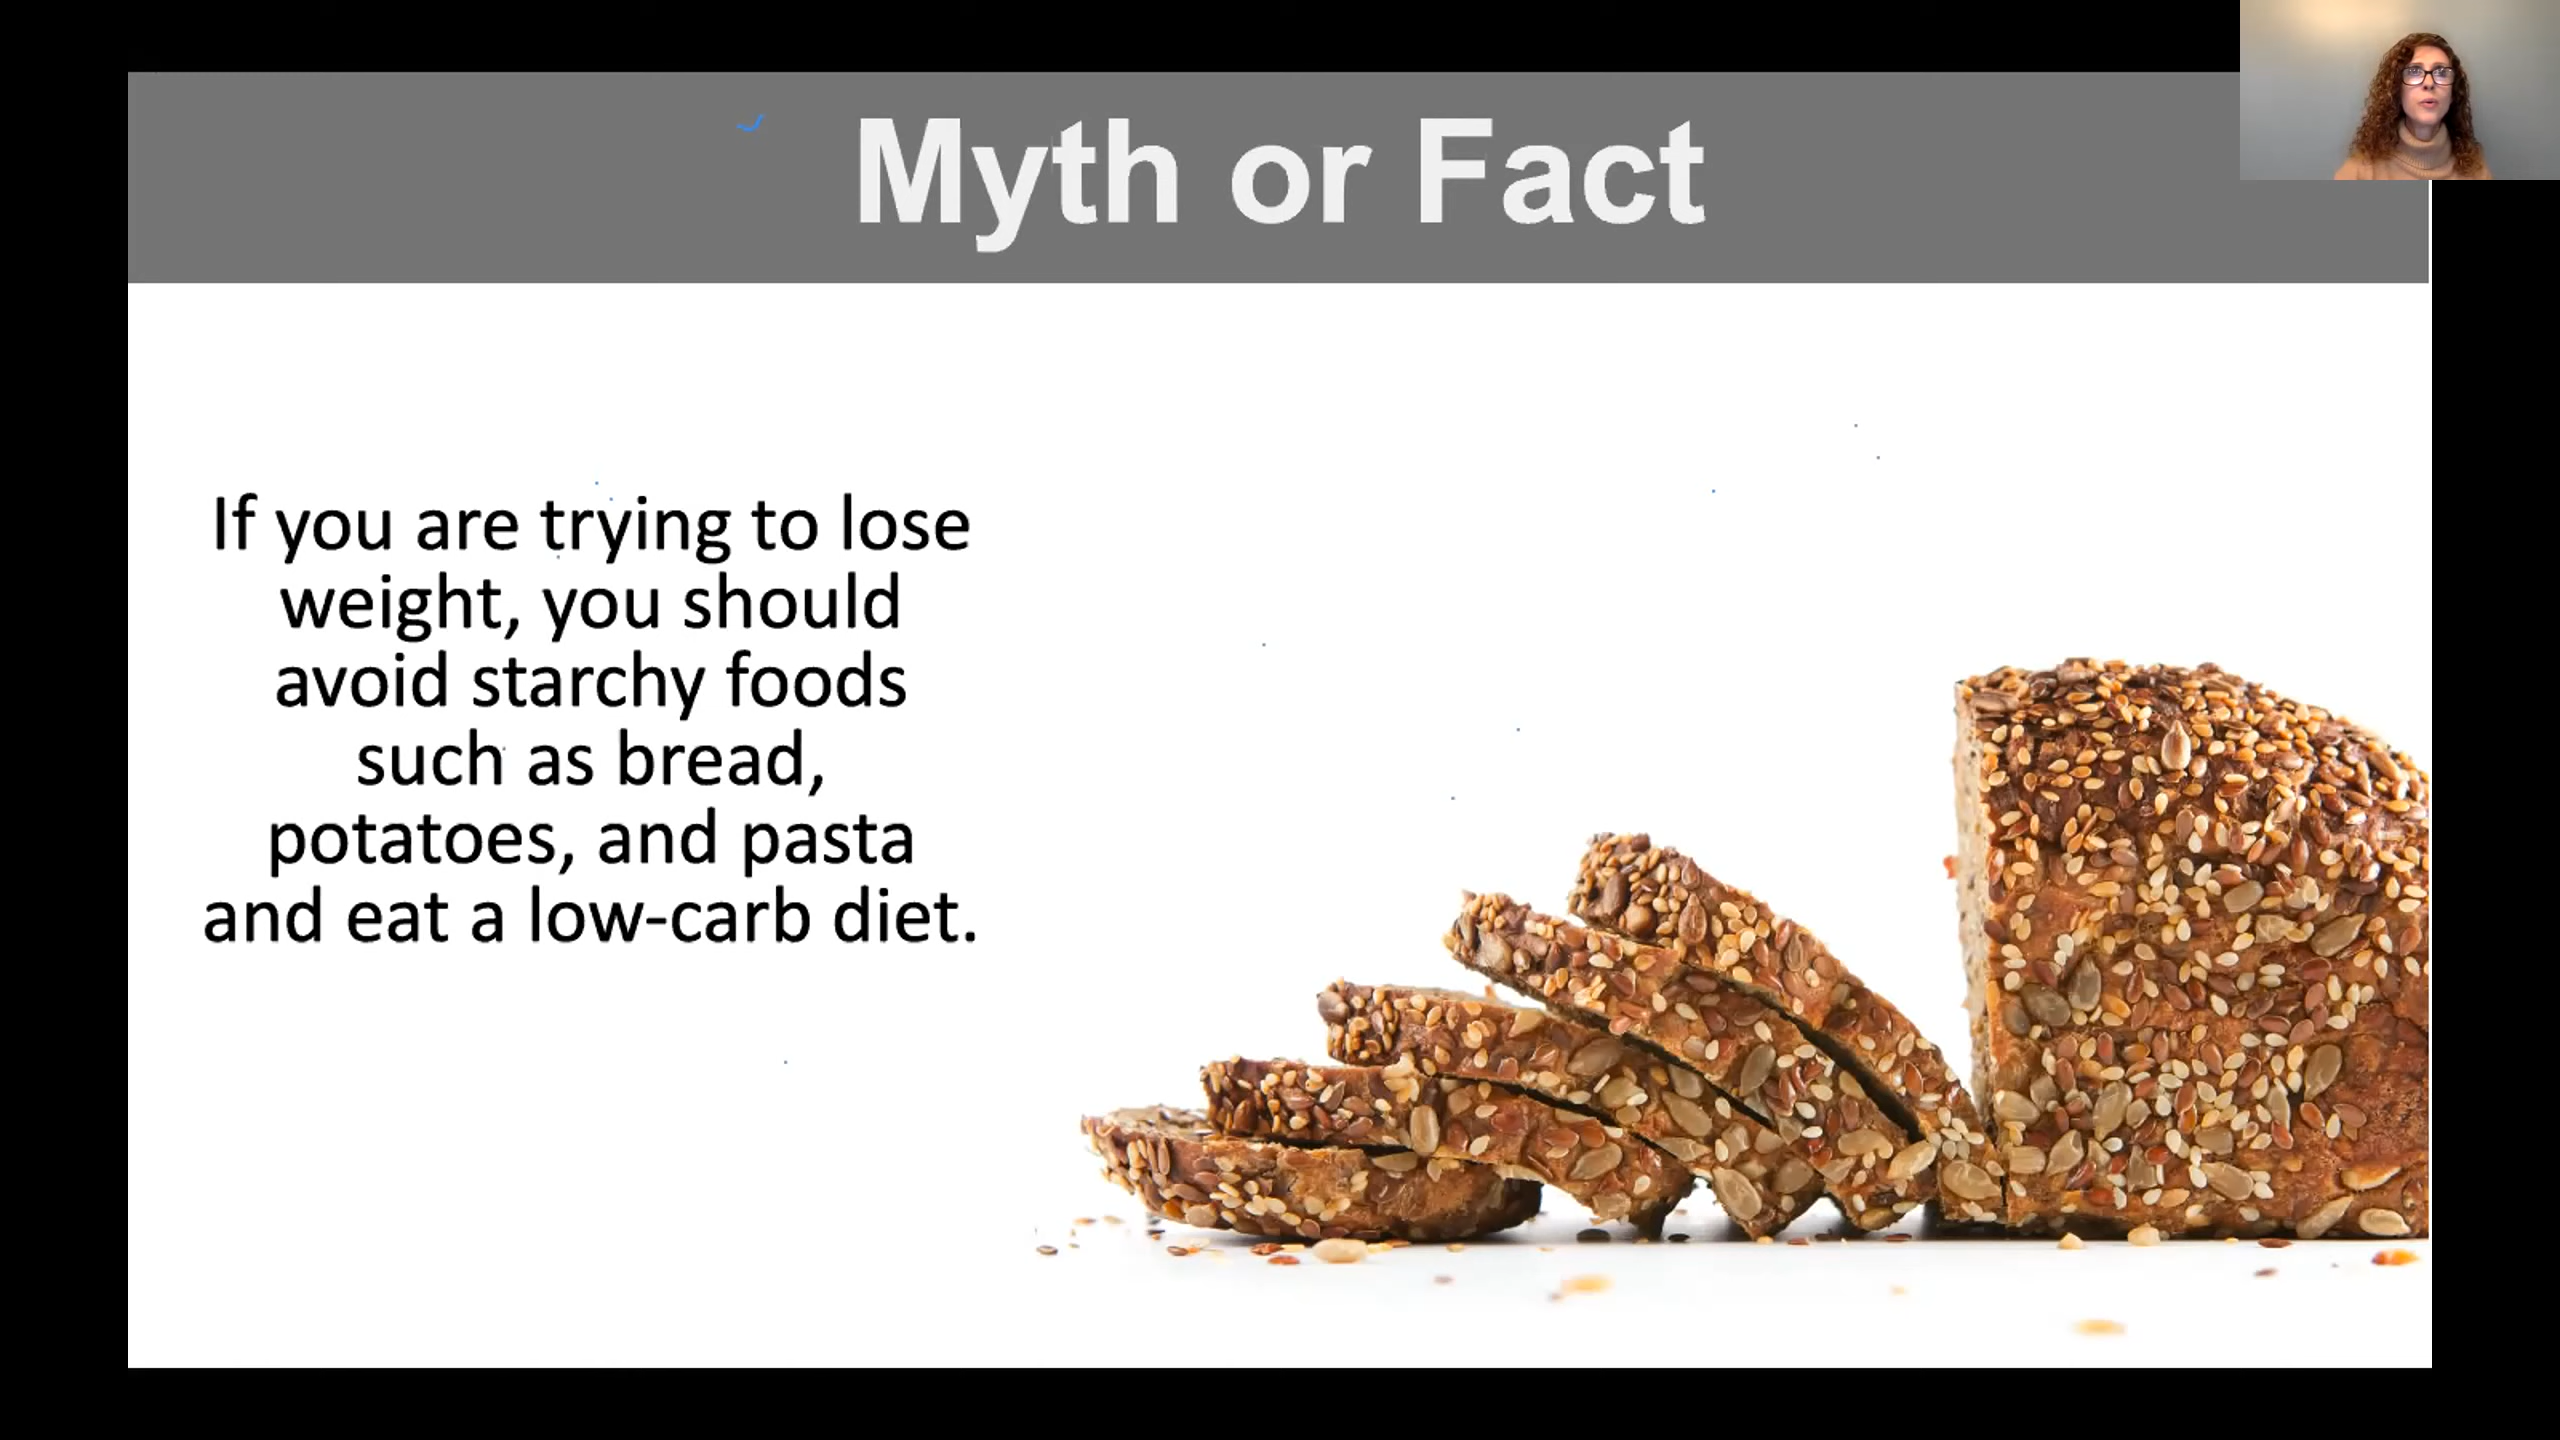 Myth or Fact
If you are trying to lose
weight, you should
avoid starchy foods
such as bread,
potatoes, and pasta
and eat a low-carb diet.